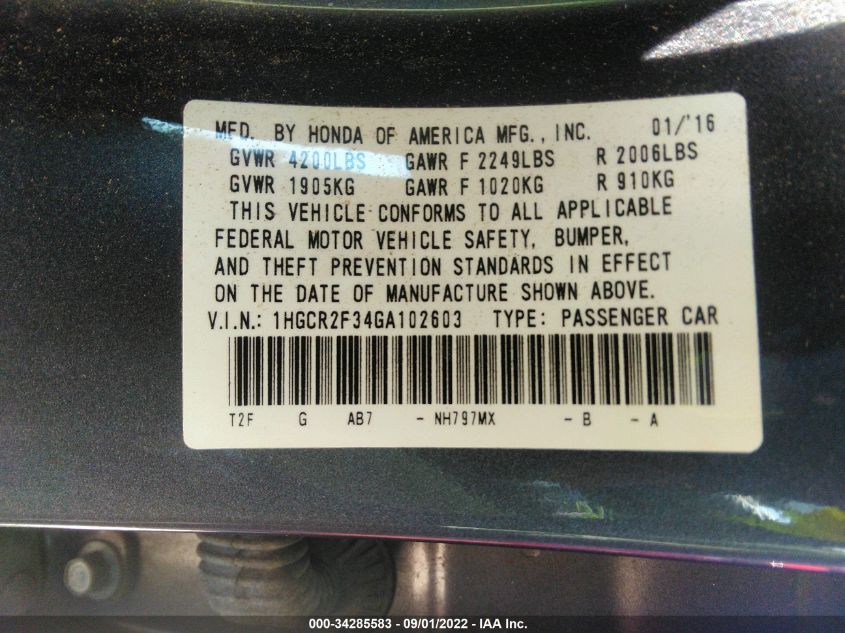 MFD. BY HONDA OF AMERICA MFG., INC. 01/'16
GVWR 4200LBS GAWR F 2249LBS R 2006LBS
GVWR 1905KG GAWR F 1020KG R 910KG
THIS VEHICLE CONFORMS TO ALL APPLICABLE
FEDERAL MOTOR VEHICLE SAFETY, BUMPER,
AND THEFT PREVENTION STANDARDS IN EFFECT
ON THE DATE OF MANUFACTURE SHOWN ABOVE.
V.I.N.: 1HGCR2F34GA102603 TYPE: PASSENGER CAR
T2F G AB7 - NH797MX - B - A
000-34285583 - 09/01/2022 - IAA Inc.